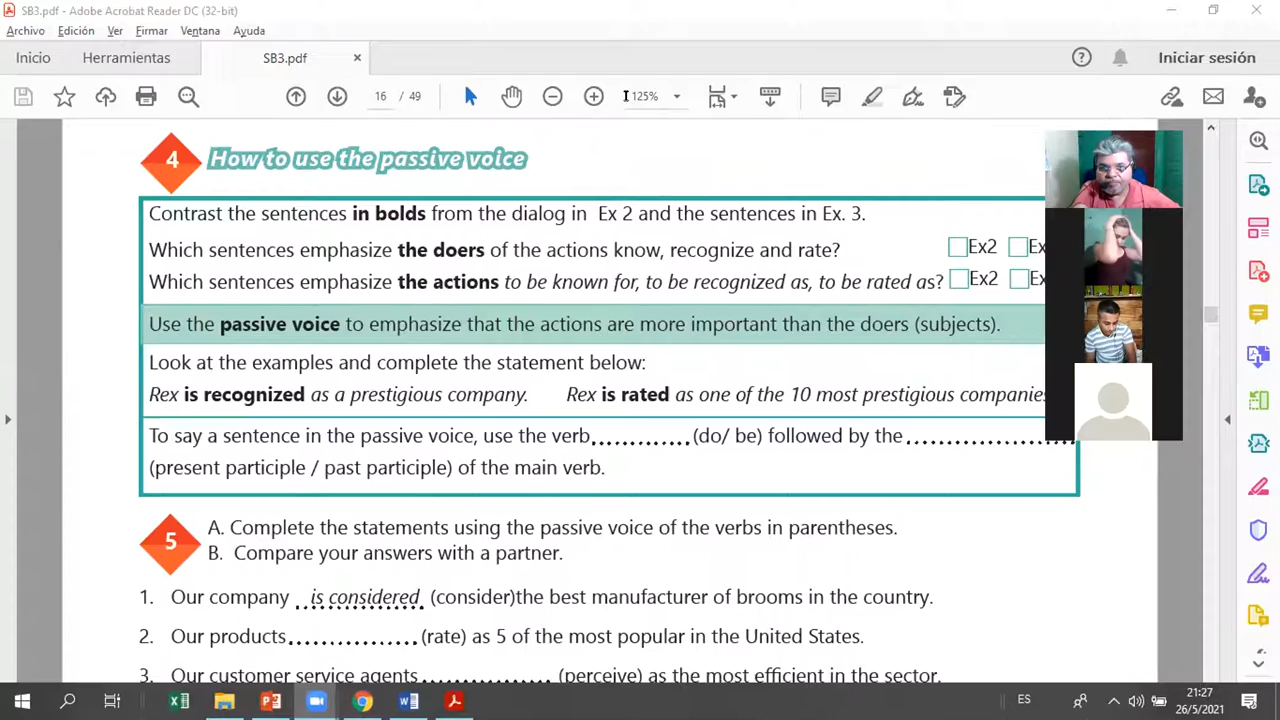 SB3.pdf - Adobe Acrobat Reader DC (32-bit)
Archivo Edición Ver Firmar Ventana Ayuda
Inicio Herramientas SB3.pdf × Iniciar sesión
16 / 49 125%
4 How to use the passive voice
Contrast the sentences in bolds from the dialog in Ex 2 and the sentences in Ex. 3.
Which sentences emphasize the doers of the actions know, recognize and rate? Ex2 Ex
Which sentences emphasize the actions to be known for, to be recognized as, to be rated as? Ex2 Ex
Use the passive voice to emphasize that the actions are more important than the doers (subjects).
Look at the examples and complete the statement below:
Rex is recognized as a prestigious company. Rex is rated as one of the 10 most prestigious companies
To say a sentence in the passive voice, use the verb.............(do/ be) followed by the ......................
(present participle / past participle) of the main verb.
5 A. Complete the statements using the passive voice of the verbs in parentheses.
B. Compare your answers with a partner.
1. Our company ..is considered. (consider)the best manufacturer of brooms in the country.
2. Our products.................(rate) as 5 of the most popular in the United States.
3. Our customer service agents................. (perceive) as the most efficient in the sector.
ES
21:27
26/5/2021